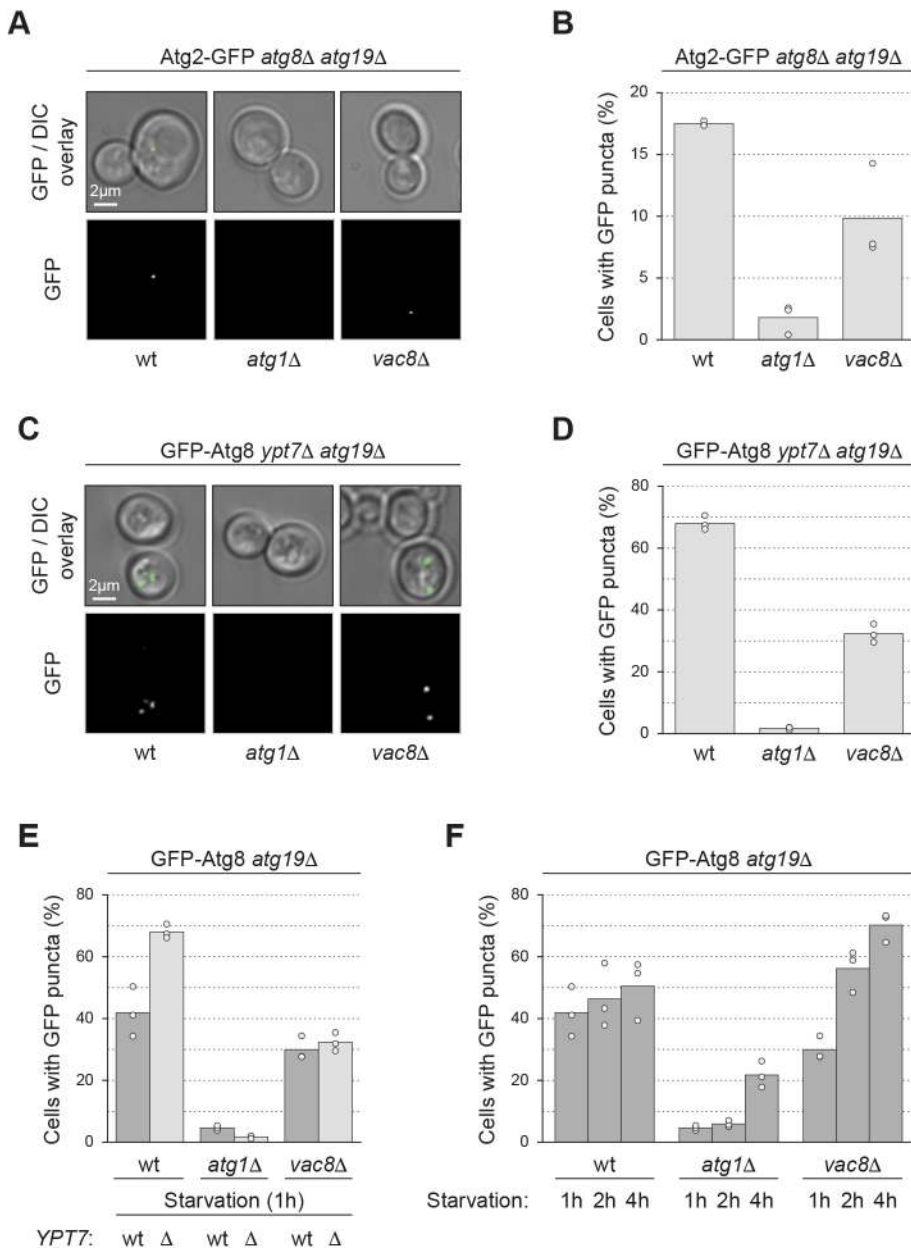 A
Atg2-GFP atg8Δ atg19Δ
GFP / DIC
overlay
2μm
GFP
wt
atg1Δ
vac8Δ
B
Atg2-GFP atg8Δ atg19Δ
Cells with GFP puncta (%)
20
15
10
5
0
wt
atg1Δ
vac8Δ
C
GFP-Atg8 ypt7Δ atg19Δ
GFP / DIC
overlay
2μm
GFP
wt
atg1Δ
vac8Δ
D
GFP-Atg8 ypt7Δ atg19Δ
Cells with GFP puncta (%)
80
60
40
20
0
wt
atg1Δ
vac8Δ
E
GFP-Atg8 atg19Δ
Cells with GFP puncta (%)
80
60
40
20
0
wt
atg1Δ
vac8Δ
Starvation (1h)
YPT7: wt Δ wt Δ wt Δ
F
GFP-Atg8 atg19Δ
Cells with GFP puncta (%)
80
60
40
20
0
wt
atg1Δ
vac8Δ
Starvation: 1h 2h 4h 1h 2h 4h 1h 2h 4h